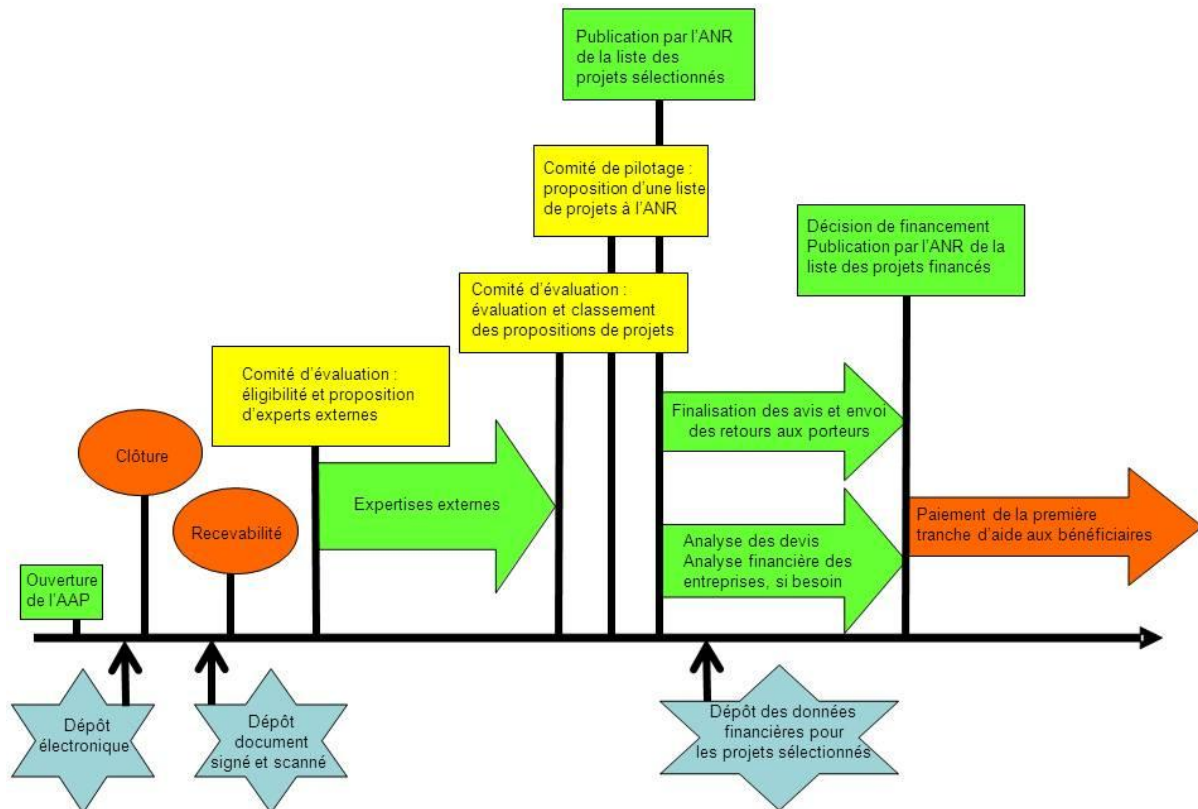 Publication par l'ANR
de la liste des
projets sélectionnés
Comité de pilotage :
proposition d'une liste
de projets à l'ANR
Décision de financement
Publication par l'ANR de la
liste des projets financés
Comité d'évaluation :
évaluation et classement
des propositions de projets
Comité d'évaluation :
éligibilité et proposition
d'experts externes
Finalisation des avis et envoi
des retours aux porteurs
Clôture
Expertises externes
Recevabilité
Analyse des devis
Analyse financière des
entreprises, si besoin
Paiement de la première
tranche d'aide aux bénéficiaires
Ouverture
de l'AAP
Dépôt
électronique
Dépôt
document
signé et scanné
Dépôt des données
financières pour
les projets sélectionnés